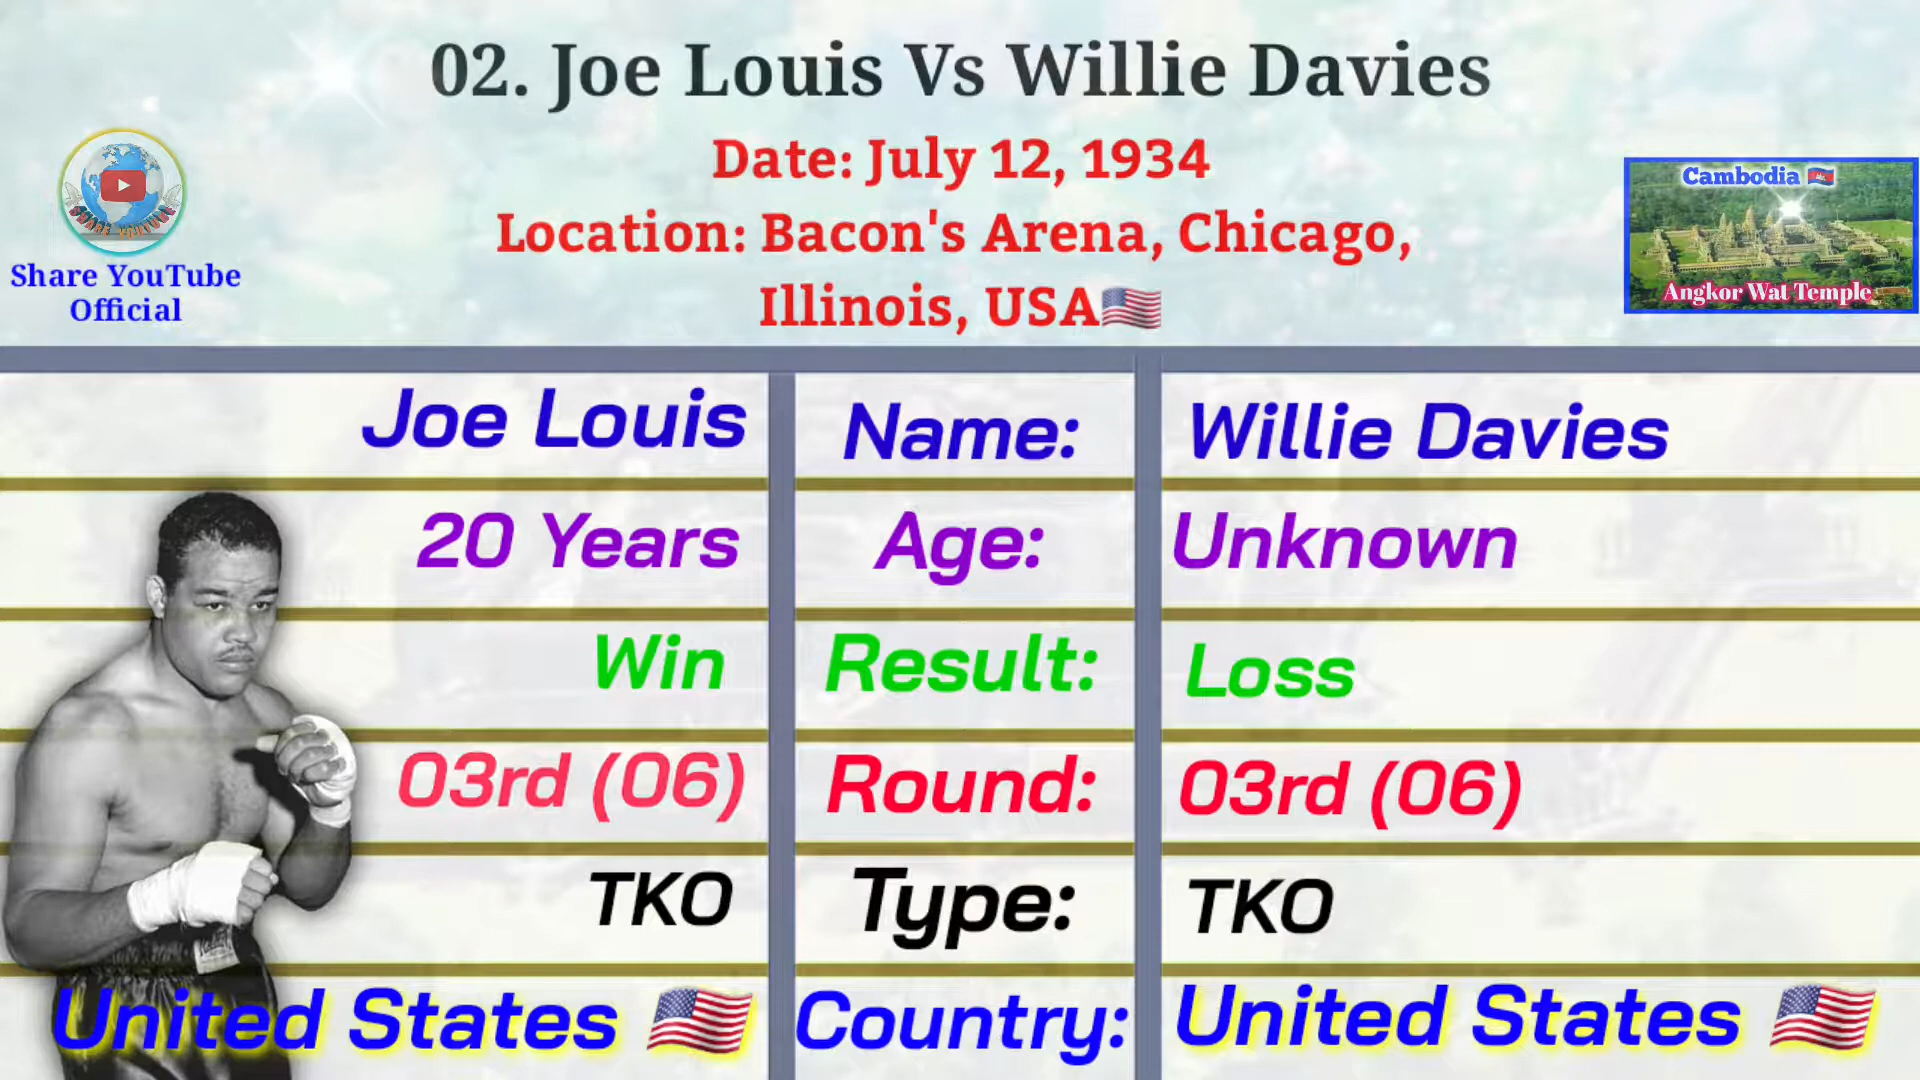 02. Joe Louis Vs Willie Davies
Date: July 12, 1934
Location: Bacon's Arena, Chicago,
Illinois, USA🇺🇸
SHARE YOUTUBE
Share YouTube
Official
Cambodia 🇰🇭
Angkor Wat Temple
Joe Louis Name: Willie Davies
20 Years Age: Unknown
Win Result: Loss
03rd (06) Round: 03rd (06)
TKO Type: TKO
United States 🇺🇸 Country: United States 🇺🇸